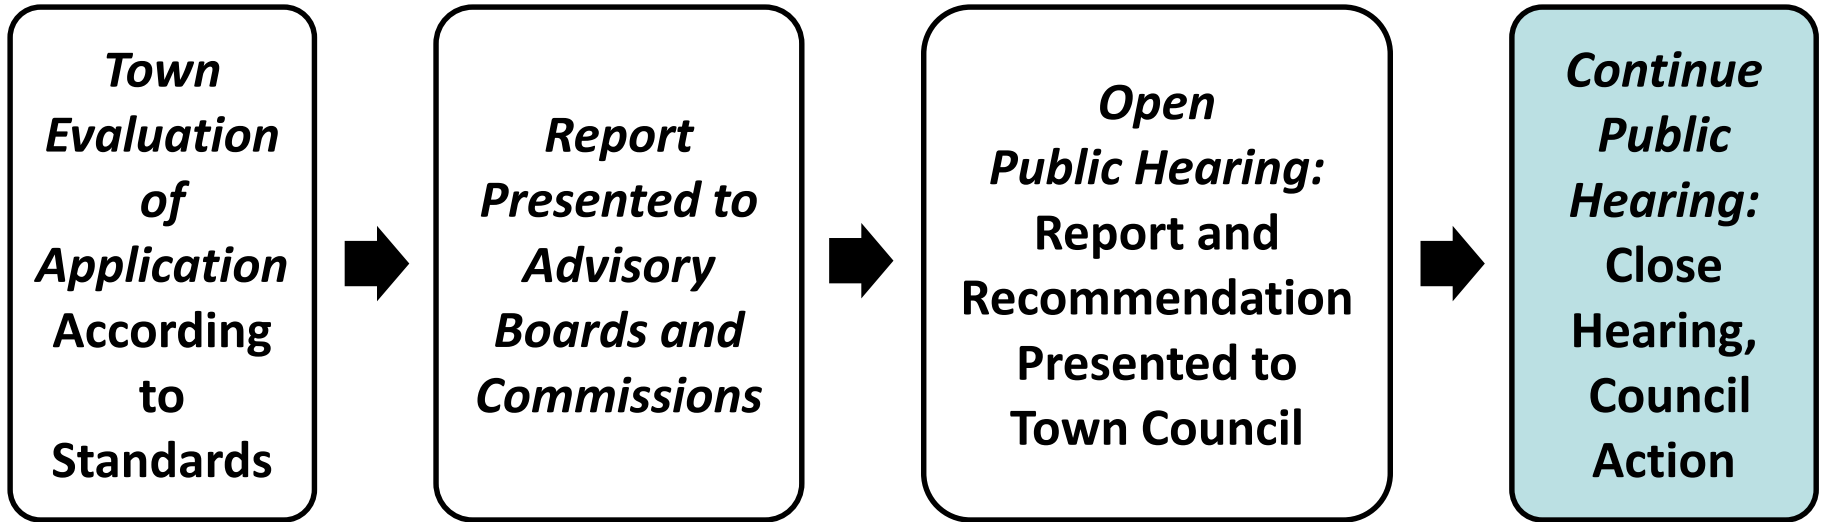 Town
Evaluation
of
Application
According
to
Standards
Report
Presented to
Advisory
Boards and
Commissions
Open
Public Hearing:
Report and
Recommendation
Presented to
Town Council
Continue
Public
Hearing:
Close
Hearing,
Council
Action